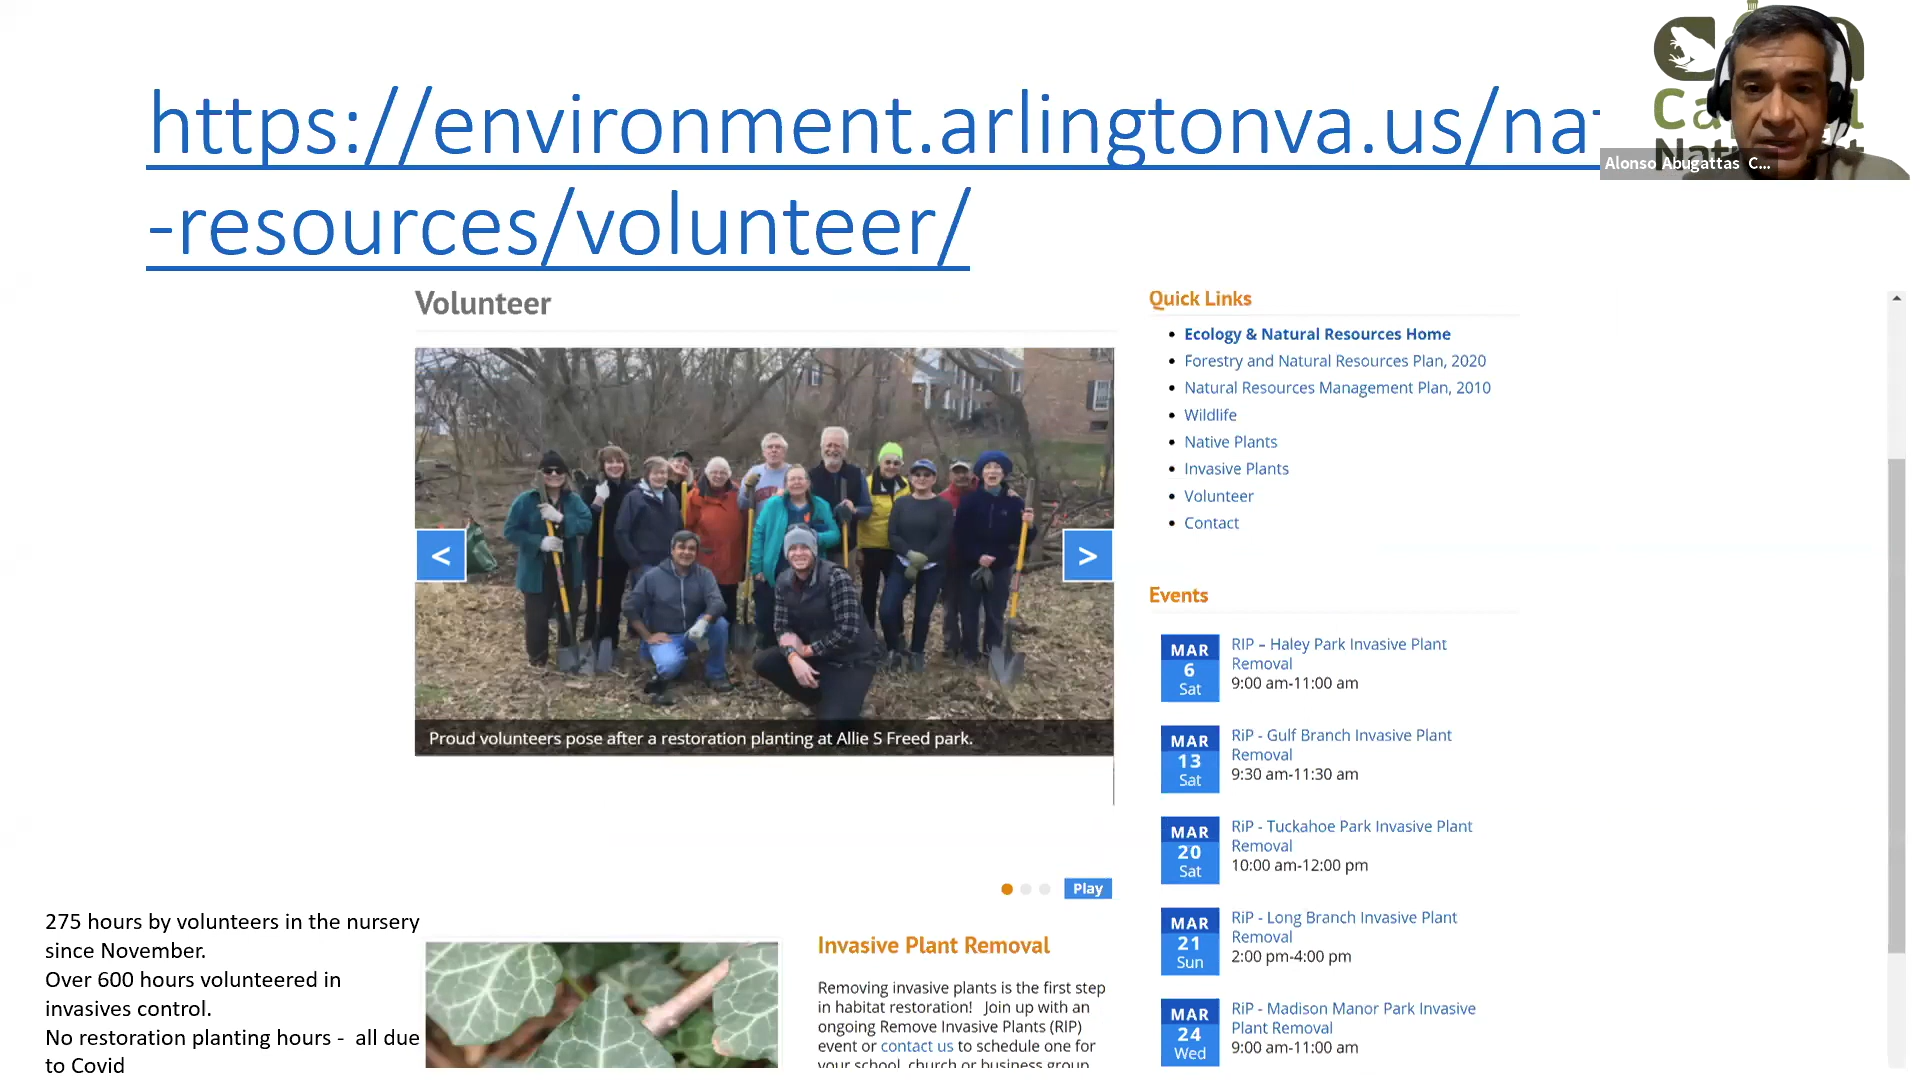 https://environment.arlingtonva.us/nat
-resources/volunteer/
Alonso Abugattas C...
Volunteer
Proud volunteers pose after a restoration planting at Allie S Freed park.
<
>
Play
275 hours by volunteers in the nursery
since November.
Over 600 hours volunteered in
invasives control.
No restoration planting hours - all due
to Covid
Invasive Plant Removal
Removing invasive plants is the first step
in habitat restoration! Join up with an
ongoing Remove Invasive Plants (RIP)
event or contact us to schedule one for
your school, church or business group
Quick Links
Ecology & Natural Resources Home
Forestry and Natural Resources Plan, 2020
Natural Resources Management Plan, 2010
Wildlife
Native Plants
Invasive Plants
Volunteer
Contact
Events
MAR
6
Sat
RIP – Haley Park Invasive Plant
Removal
9:00 am-11:00 am
MAR
13
Sat
RiP - Gulf Branch Invasive Plant
Removal
9:30 am-11:30 am
MAR
20
Sat
RiP - Tuckahoe Park Invasive Plant
Removal
10:00 am-12:00 pm
MAR
21
Sun
RiP - Long Branch Invasive Plant
Removal
2:00 pm-4:00 pm
MAR
24
Wed
RiP - Madison Manor Park Invasive
Plant Removal
9:00 am-11:00 am